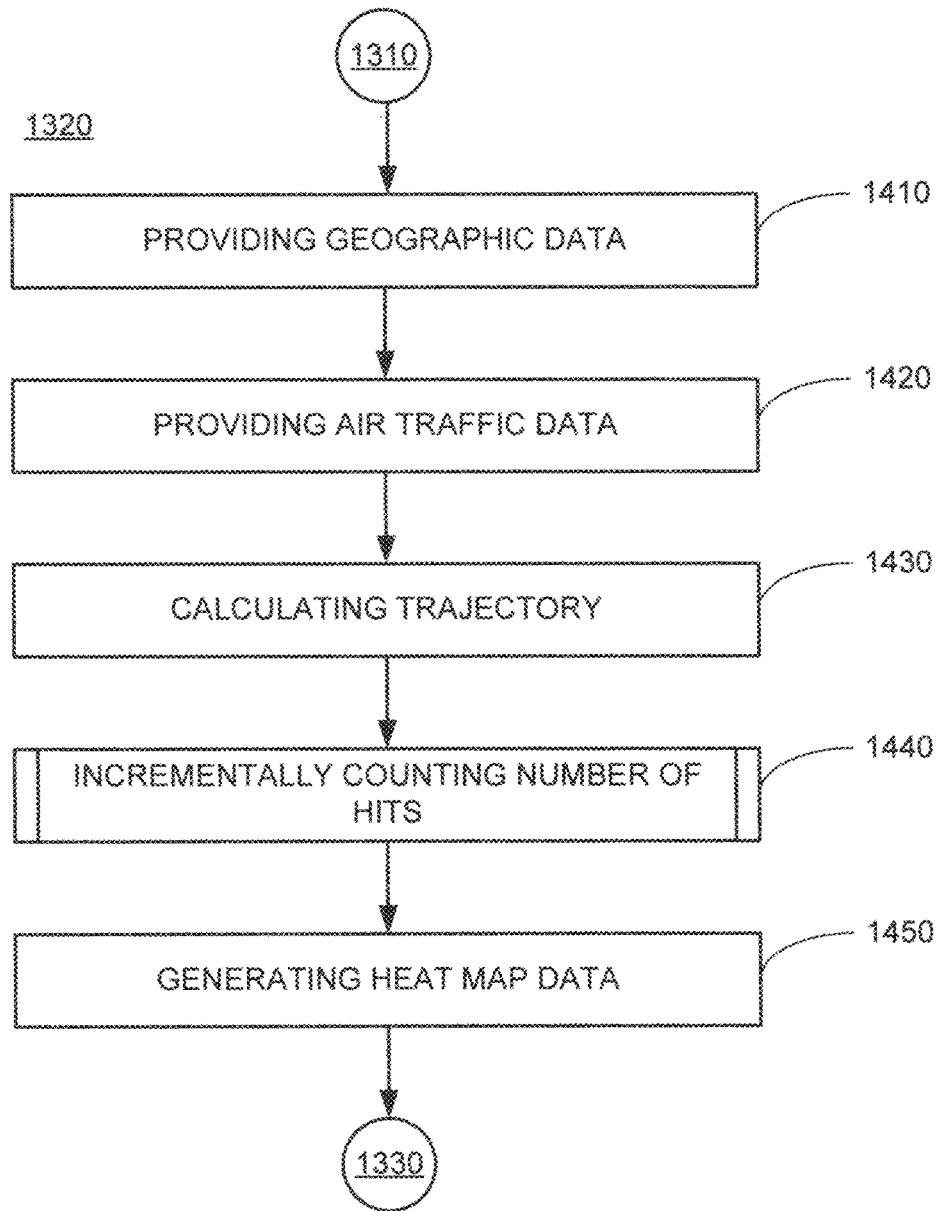 1310
1320
1410
PROVIDING GEOGRAPHIC DATA
1420
PROVIDING AIR TRAFFIC DATA
1430
CALCULATING TRAJECTORY
1440
INCREMENTALLY COUNTING NUMBER OF
HITS
1450
GENERATING HEAT MAP DATA
1330